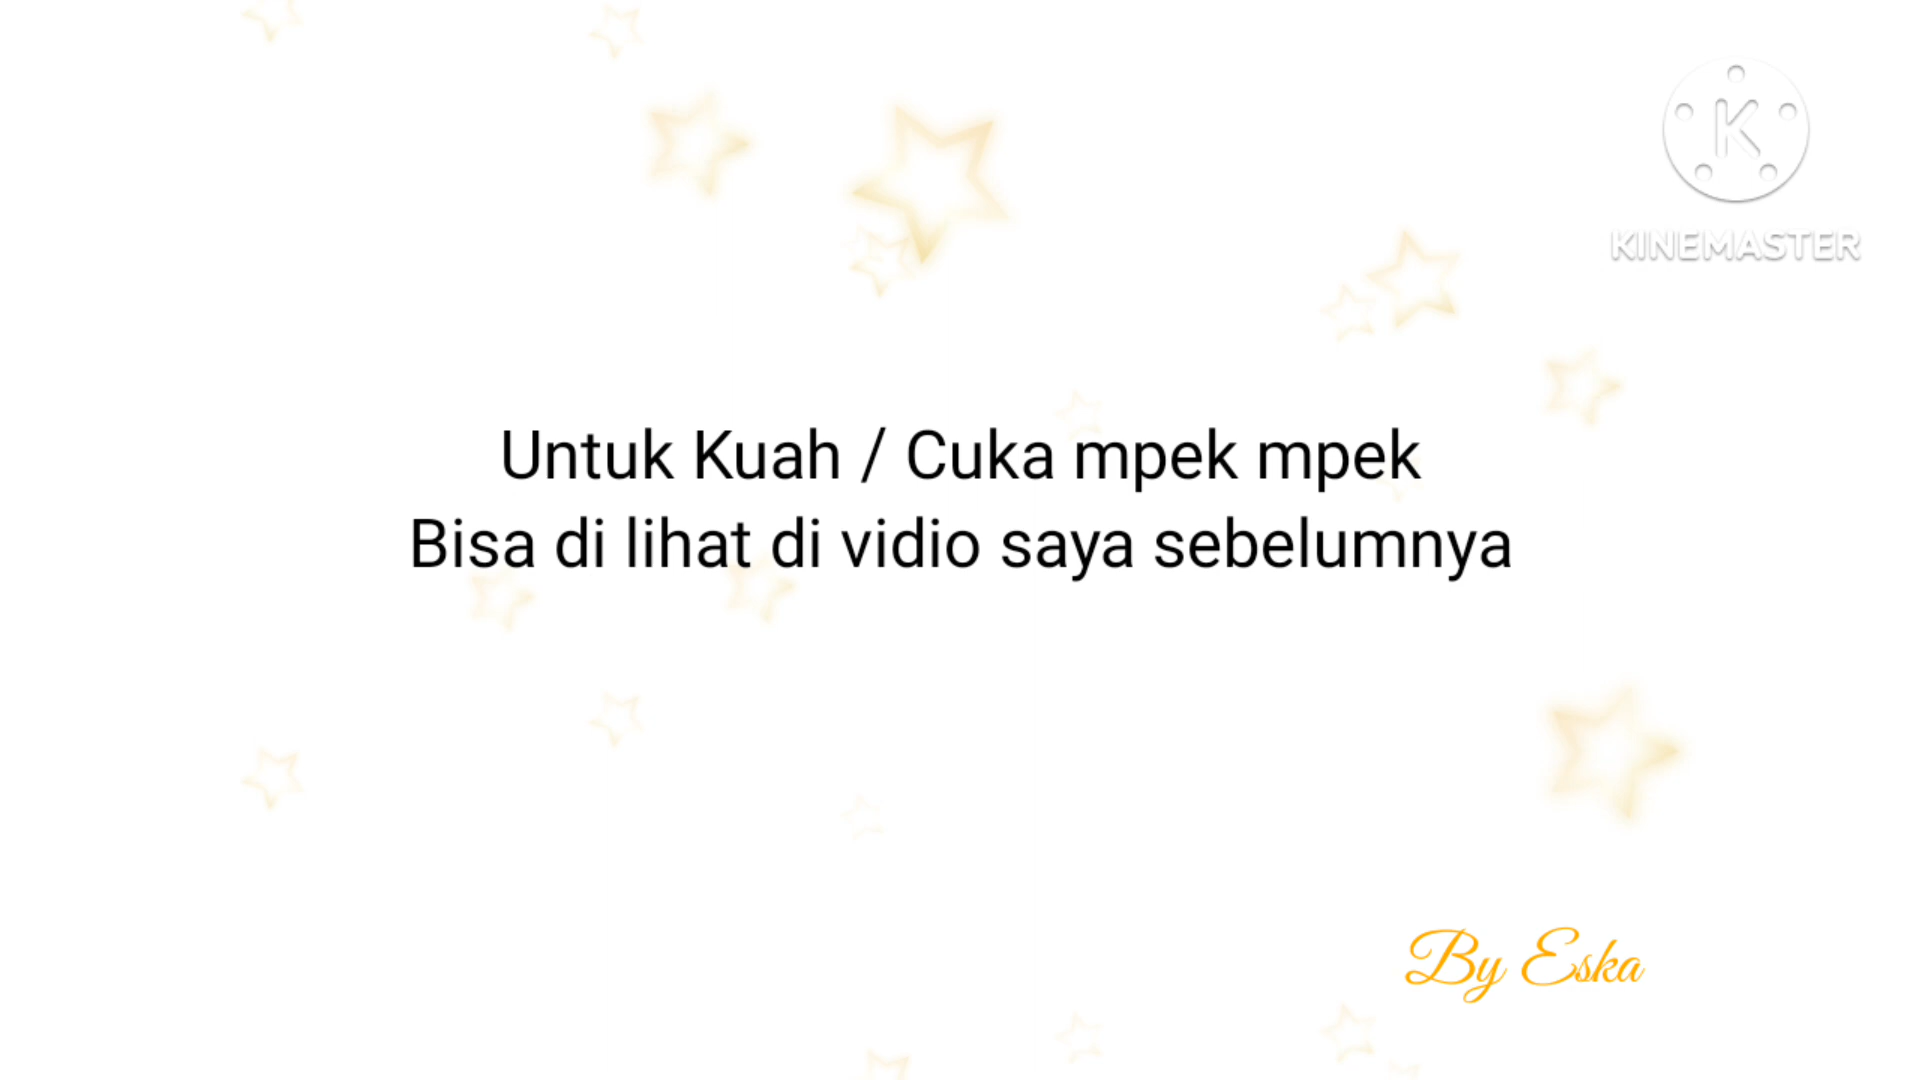 K
KINEMASTER
Untuk Kuah / Cuka mpek mpek
Bisa di lihat di vidio saya sebelumnya
By Eska